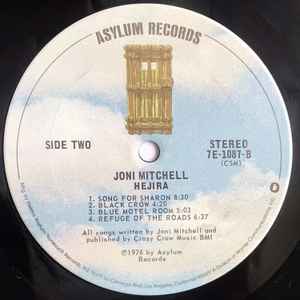 ASYLUM RECORDS
SIDE TWO
STEREO
7E-1087-B
(CSM)
JONI MITCHELL
HEJIRA
1. SONG FOR SHARON 8:30
2. BLACK CROW 4:20
3. BLUE MOTEL ROOM 5:03
4. REFUGE OF THE ROADS 6:37
All songs written by Joni Mitchell and
published by Crazy Crow Music BMI
©1976 by Asylum
Records